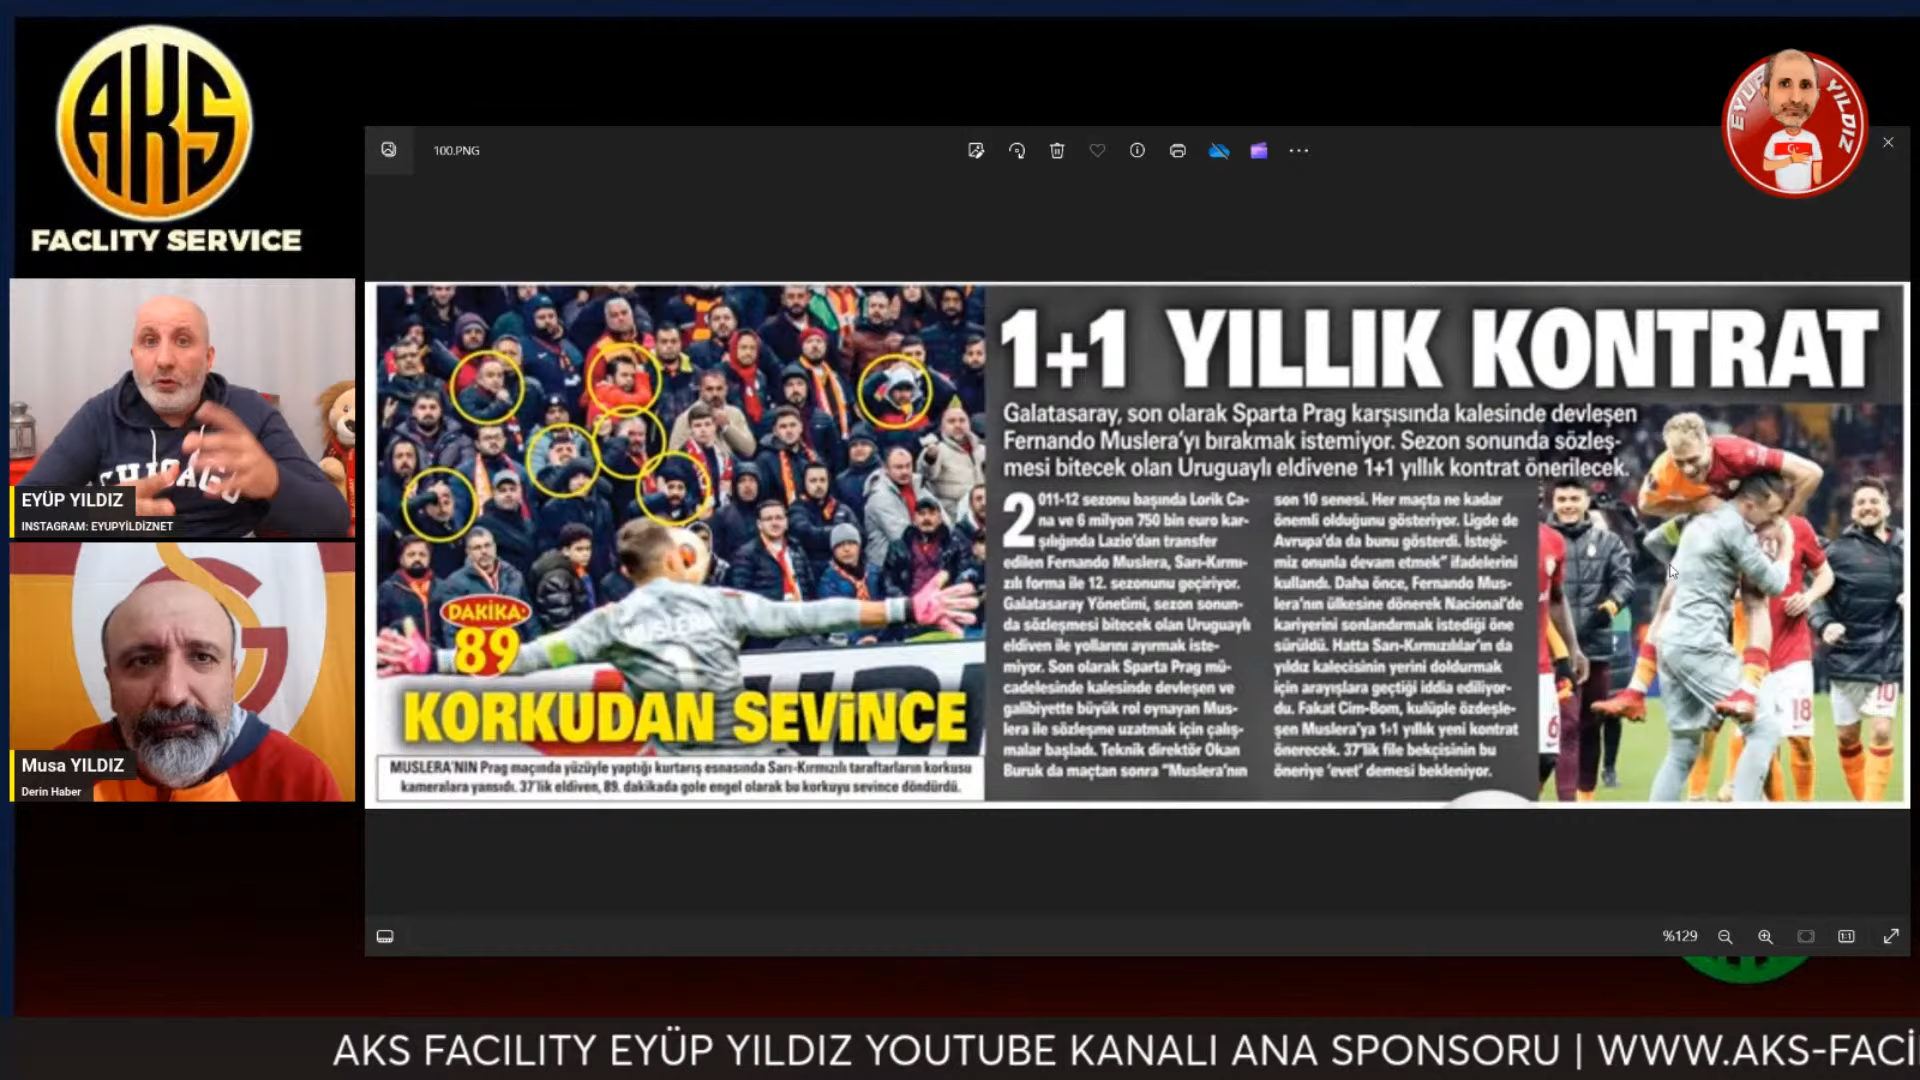 AKS
FACLITY SERVICE
EYÜP YILDIZ
100.PNG
EYÜP YILDIZ
INSTAGRAM: EYUPYİLDİZNET
Musa YILDIZ
Derin Haber
MUSLERA
DAKİKA:
89
KORKUDAN SEVİNCE
MUSLERA'NIN Prag maçında yüzüyle yaptığı kurtarış esnasında Sarı-Kırmızılı taraftarların korkusu
kameralara yansıdı. 37'lik eldiven, 89. dakikada gole engel olarak bu korkuyu sevince döndürdü.
1+1 YILLIK KONTRAT
Galatasaray, son olarak Sparta Prag karşısında kalesinde devleşen
Fernando Muslera'yı bırakmak istemiyor. Sezon sonunda sözleş-
mesi bitecek olan Uruguaylı eldivene 1+1 yıllık kontrat önerilecek.
2011-12 sezonu başında Lorik Ca-
na ve 6 milyon 750 bin euro kar-
şılığında Lazio'dan transfer
edilen Fernando Muslera, Sarı-Kırmı-
zılı forma ile 12. sezonunu geçiriyor.
Galatasaray Yönetimi, sezon sonun-
da sözleşmesi bitecek olan Uruguaylı
eldiven ile yollarını ayırmak iste-
miyor. Son olarak Sparta Prag mü-
cadelesinde kalesinde devleşen ve
galibiyette büyük rol oynayan Mus-
lera ile sözleşme uzatmak için çalış-
malar başladı. Teknik direktör Okan
Buruk da maçtan sonra "Muslera'nın
son 10 senesi. Her maçta ne kadar
önemli olduğunu gösteriyor. Ligde de
Avrupa'da da bunu gösterdi. İsteği-
miz onunla devam etmek" ifadelerini
kullandı. Daha önce, Fernando Mus-
lera'nın ülkesine dönerek Nacional'de
kariyerini sonlandırmak istediği öne
sürüldü. Hatta Sarı-Kırmızılılar'ın da
yıldız kalecisinin yerini doldurmak
için arayışlara geçtiği iddia ediliyor-
du. Fakat Cim-Bom, kulüple özdeşle-
şen Muslera'ya 1+1 yıllık yeni kontrat
önerecek. 37'lik file bekçisinin bu
öneriye 'evet' demesi bekleniyor.
6
18
10
%129
1:1
AKS FACILITY EYÜP YILDIZ YOUTUBE KANALI ANA SPONSORU | WWW.AKS-FACİ